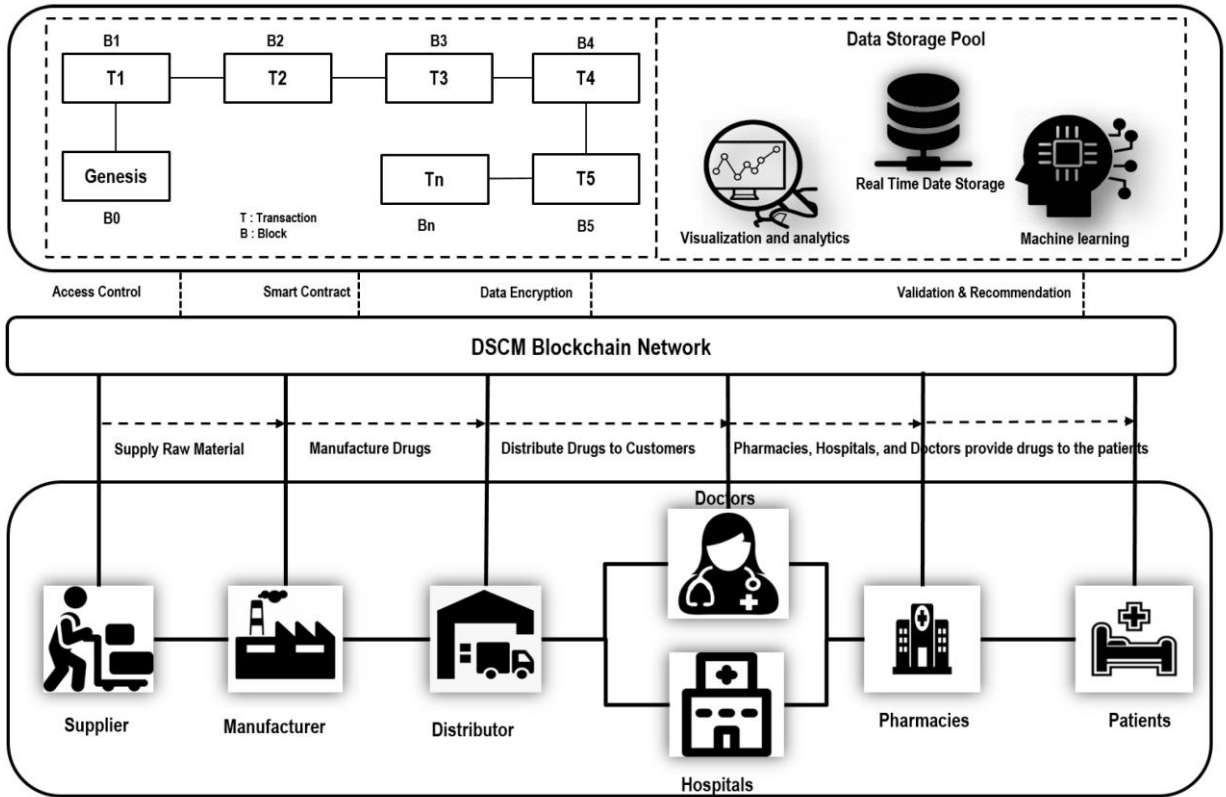 B1
B2
B3
B4
Data Storage Pool
T1
T2
T3
T4
Genesis
Tn
T5
Real Time Date Storage
B0
T : Transaction
B : Block
Bn
B5
Visualization and analytics
Machine learning
Access Control
Smart Contract
Data Encryption
Validation & Recommendation
DSCM Blockchain Network
Supply Raw Material
Manufacture Drugs
Distribute Drugs to Customers
Pharmacies, Hospitals, and Doctors provide drugs to the patients
Doctors
Supplier
Manufacturer
Distributor
Pharmacies
Patients
Hospitals